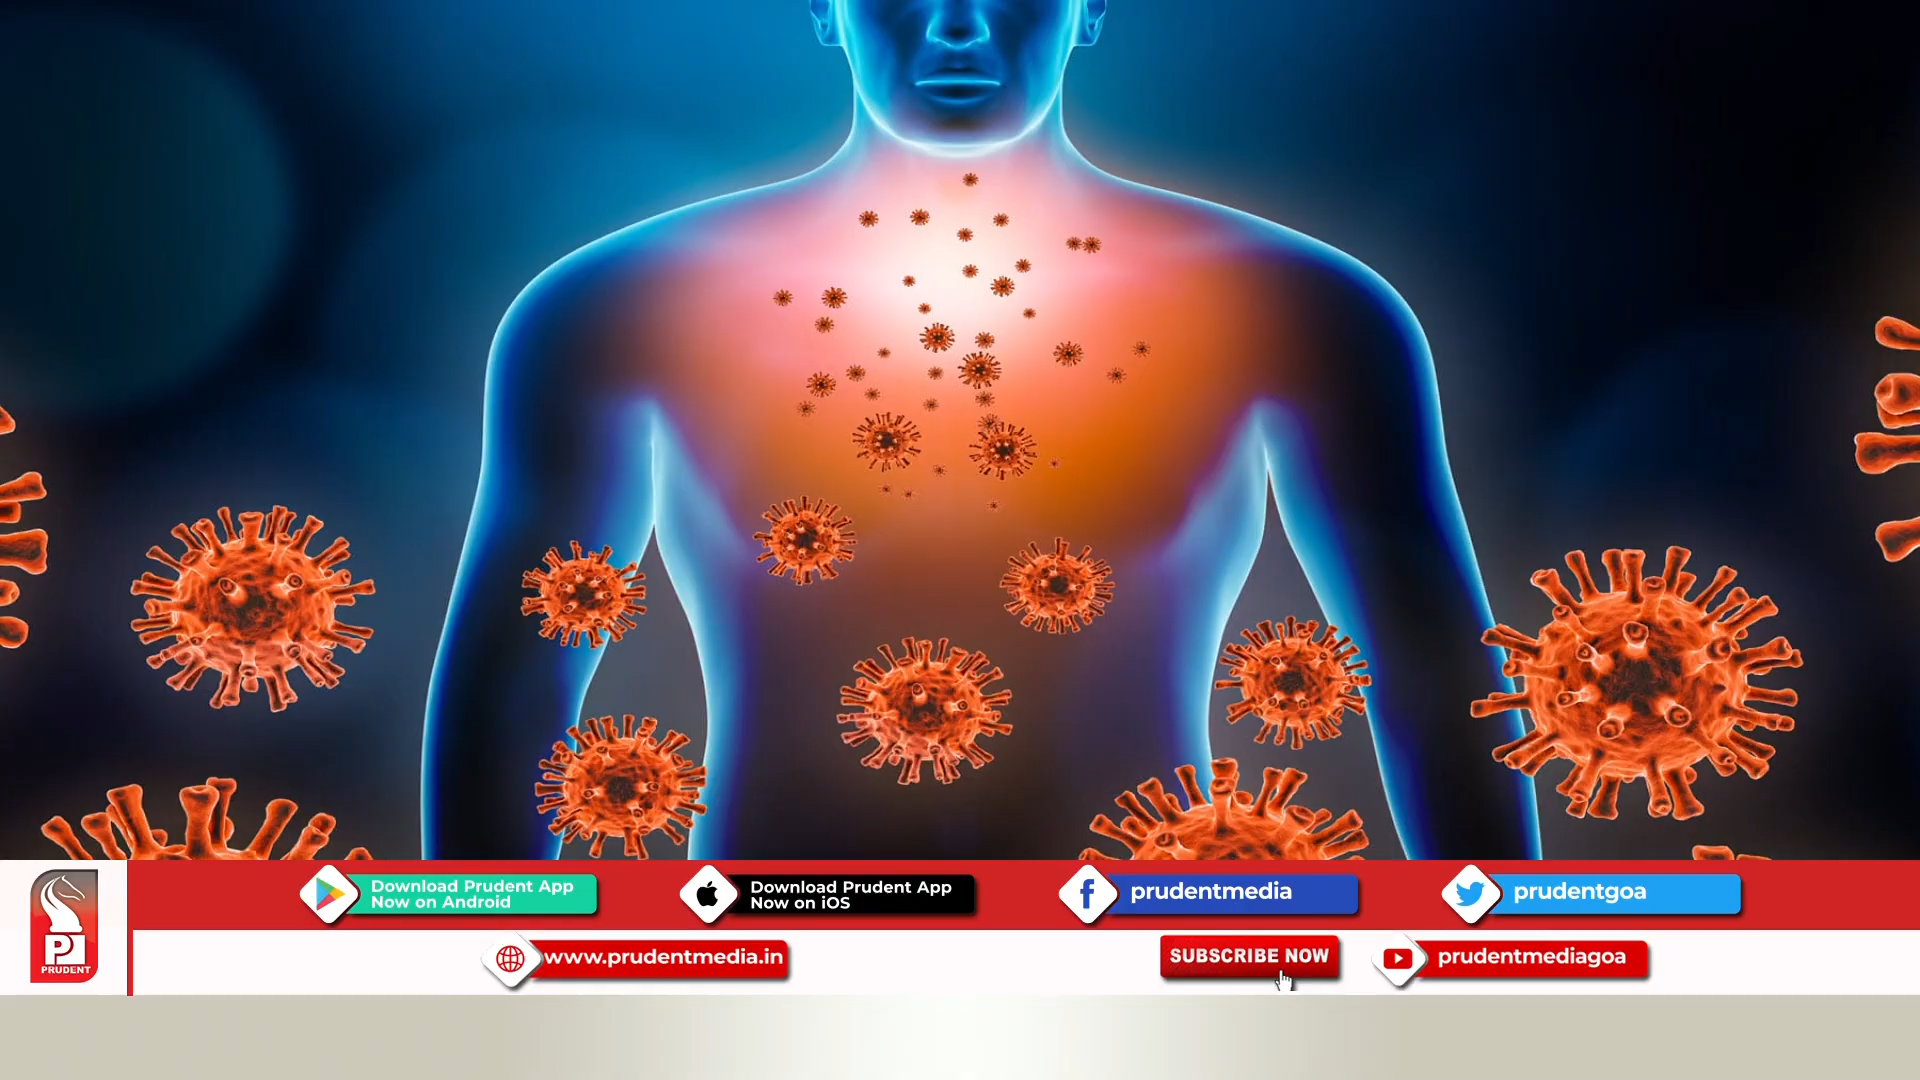 Download Prudent App
Now on Android
Download Prudent App
Now on iOS
prudentmedia
prudentgoa
PRUDENT
www.prudentmedia.in
SUBSCRIBE NOW
prudentmediagoa